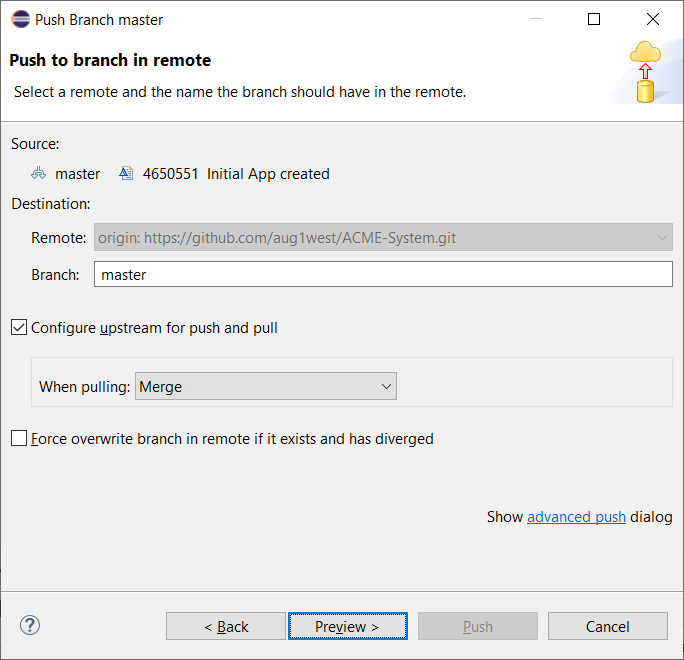 Push Branch master
Push to branch in remote
Select a remote and the name the branch should have in the remote.
Source:
master 4650551 Initial App created
Destination:
Remote: origin: https://github.com/aug1west/ACME-System.git
Branch: master
Configure upstream for push and pull
When pulling: Merge
Force overwrite branch in remote if it exists and has diverged
Show advanced push dialog
? < Back Preview > Push Cancel